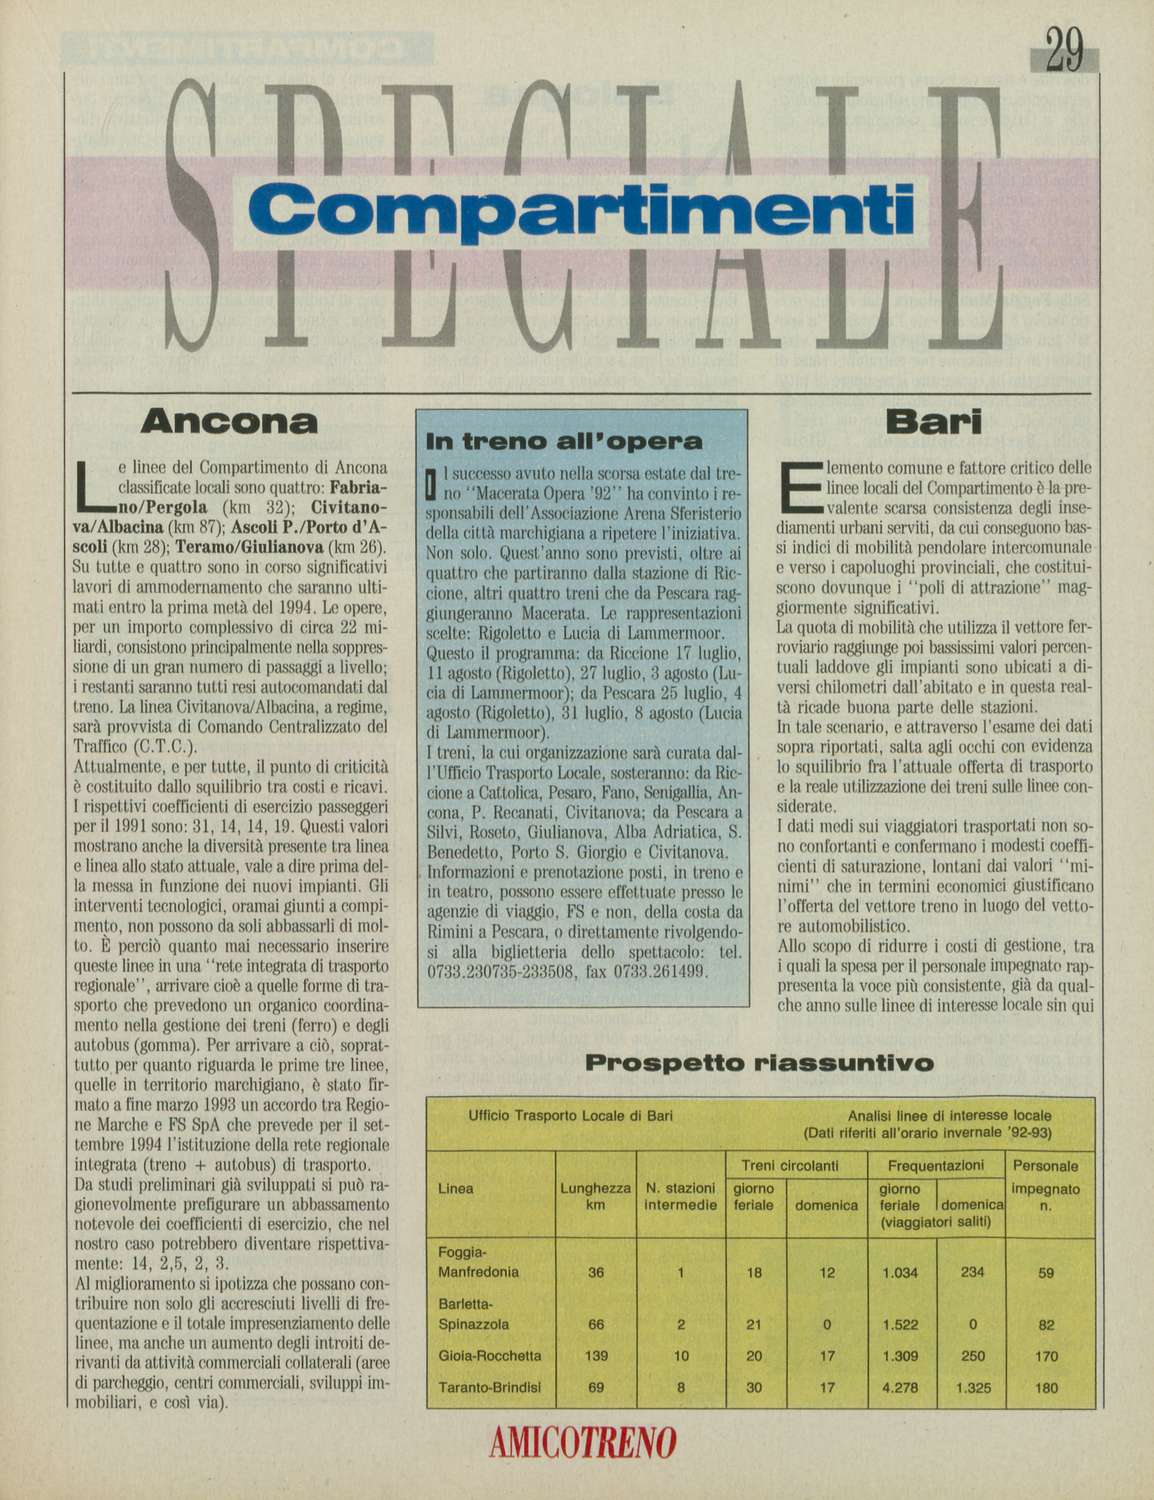 29
SPECIALE
Compartimenti
Ancona
Le linee del Compartimento di Ancona
classificate locali sono quattro: Fabria-
no/Pergola (km 32); Civitano-
va/Albacina (km 87); Ascoli P./Porto d'A-
scoli (km 28); Teramo/Giulianova (km 26).
Su tutte e quattro sono in corso significativi
lavori di ammodernamento che saranno ulti-
mati entro la prima metà del 1994. Le opere,
per un importo complessivo di circa 22 mi-
liardi, consistono principalmente nella soppres-
sione di un gran numero di passaggi a livello;
i restanti saranno tutti resi autocomandati dal
treno. La linea Civitanova/Albacina, a regime,
sarà provvista di Comando Centralizzato del
Traffico (C.T.C.).
Attualmente, e per tutte, il punto di criticità
è costituito dallo squilibrio tra costi e ricavi.
I rispettivi coefficienti di esercizio passeggeri
per il 1991 sono: 31, 14, 14, 19. Questi valori
mostrano anche la diversità presente tra linea
e linea allo stato attuale, vale a dire prima del-
la messa in funzione dei nuovi impianti. Gli
interventi tecnologici, oramai giunti a compi-
mento, non possono da soli abbassarli di mol-
to. È perciò quanto mai necessario inserire
queste linee in una "rete integrata di trasporto
regionale", arrivare cioè a quelle forme di tra-
sporto che prevedono un organico coordina-
mento nella gestione dei treni (ferro) e degli
autobus (gomma). Per arrivare a ciò, soprat-
tutto per quanto riguarda le prime tre linee,
quelle in territorio marchigiano, è stato fir-
mato a fine marzo 1993 un accordo tra Regio-
ne Marche e FS SpA che prevede per il set-
tembre 1994 l'istituzione della rete regionale
integrata (treno + autobus) di trasporto.
Da studi preliminari già sviluppati si può ra-
gionevolmente prefigurare un abbassamento
notevole dei coefficienti di esercizio, che nel
nostro caso potrebbero diventare rispettiva-
mente: 14, 2,5, 2, 3.
Al miglioramento si ipotizza che possano con-
tribuire non solo gli accresciuti livelli di fre-
quentazione e il totale impresenziamento delle
linee, ma anche un aumento degli introiti de-
rivanti da attività commerciali collaterali (aree
di parcheggio, centri commerciali, sviluppi im-
mobiliari, e così via).
In treno all'opera
Il successo avuto nella scorsa estate dal tre-
no "Macerata Opera '92" ha convinto i re-
sponsabili dell'Associazione Arena Sferisterio
della città marchigiana a ripetere l'iniziativa.
Non solo. Quest'anno sono previsti, oltre ai
quattro che partiranno dalla stazione di Ric-
cione, altri quattro treni che da Pescara rag-
giungeranno Macerata. Le rappresentazioni
scelte: Rigoletto e Lucia di Lammermoor.
Questo il programma: da Riccione 17 luglio,
11 agosto (Rigoletto), 27 luglio, 3 agosto (Lu-
cia di Lammermoor); da Pescara 25 luglio, 4
agosto (Rigoletto), 31 luglio, 8 agosto (Lucia
di Lammermoor).
I treni, la cui organizzazione sarà curata dal-
l'Ufficio Trasporto Locale, sosteranno: da Ric-
cione a Cattolica, Pesaro, Fano, Senigallia, An-
cona, P. Recanati, Civitanova; da Pescara a
Silvi, Roseto, Giulianova, Alba Adriatica, S.
Benedetto, Porto S. Giorgio e Civitanova.
Informazioni e prenotazione posti, in treno e
in teatro, possono essere effettuate presso le
agenzie di viaggio, FS e non, della costa da
Rimini a Pescara, o direttamente rivolgendo-
si alla biglietteria dello spettacolo: tel.
0733.230735-233508, fax 0733.261499.
Bari
Elemento comune e fattore critico delle
linee locali del Compartimento è la pre-
valente scarsa consistenza degli inse-
diamenti urbani serviti, da cui conseguono bas-
si indici di mobilità pendolare intercomunale
e verso i capoluoghi provinciali, che costitui-
scono dovunque i "poli di attrazione" mag-
giormente significativi.
La quota di mobilità che utilizza il vettore fer-
roviario raggiunge poi bassissimi valori percen-
tuali laddove gli impianti sono ubicati a di-
versi chilometri dall'abitato e in questa real-
tà ricade buona parte delle stazioni.
In tale scenario, e attraverso l'esame dei dati
sopra riportati, salta agli occhi con evidenza
lo squilibrio fra l'attuale offerta di trasporto
e la reale utilizzazione dei treni sulle linee con-
siderate.
I dati medi sui viaggiatori trasportati non so-
no confortanti e confermano i modesti coeffi-
cienti di saturazione, lontani dai valori "mi-
nimi" che in termini economici giustificano
l'offerta del vettore treno in luogo del vetto-
re automobilistico.
Allo scopo di ridurre i costi di gestione, tra
i quali la spesa per il personale impegnato rap-
presenta la voce più consistente, già da qual-
che anno sulle linee di interesse locale sin qui
Prospetto riassuntivo
Ufficio Trasporto Locale di Bari Analisi linee di interesse locale
(Dati riferiti all'orario invernale '92-93)
Treni circolanti Frequentazioni Personale
Linea Lunghezza N. stazioni giorno giorno impegnato
km intermedie feriale domenica feriale domenica n.
(viaggiatori saliti)
Foggia-
Manfredonia 36 1 18 12 1.034 234 59
Barletta-
Spinazzola 66 2 21 0 1.522 0 82
Gioia-Rocchetta 139 10 20 17 1.309 250 170
Taranto-Brindisi 69 8 30 17 4.278 1.325 180
AMICOTRENO